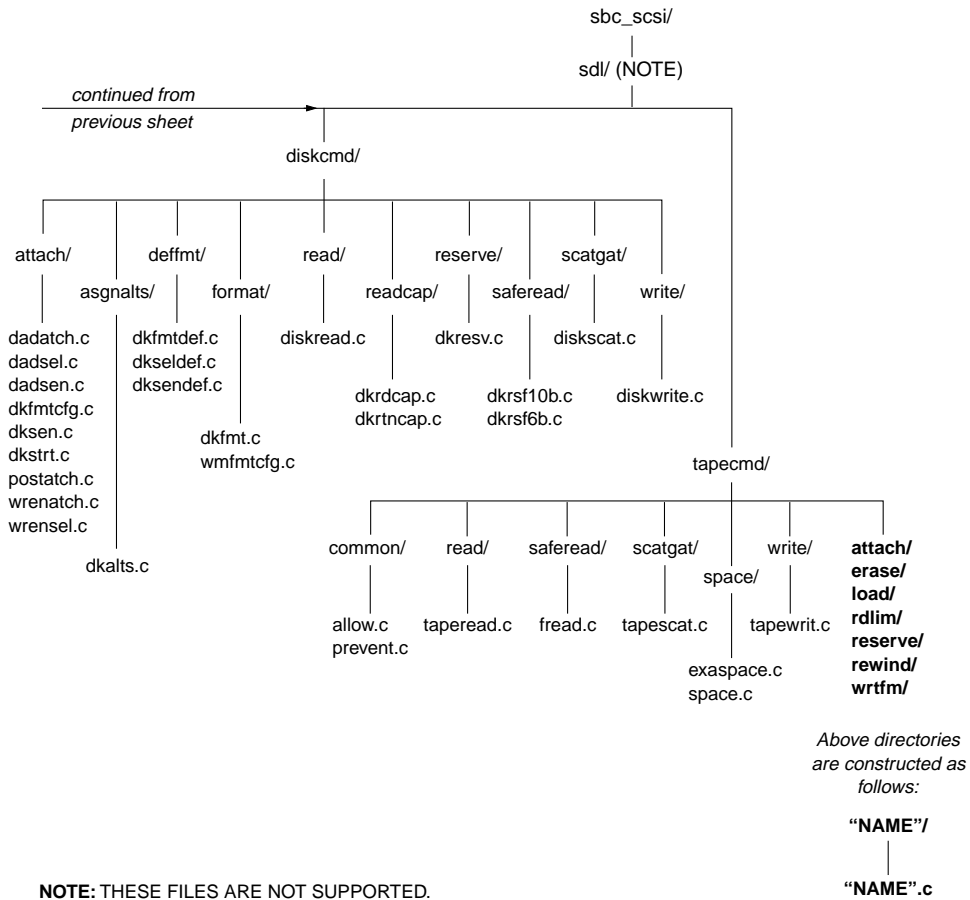 sbc_scsi/
sdl/ (NOTE)
continued from
previous sheet
diskcmd/
attach/ deffmt/ read/ reserve/ scatgat/
asgnalts/ format/ readcap/ saferead/ write/
dadatch.c
dadsel.c
dadsen.c
dkfmtcfg.c
dksen.c
dkstrt.c
postatch.c
wrenatch.c
wrensel.c
dkalts.c
dkfmtdef.c
dkseldef.c
dksendef.c
dkfmt.c
wmfmtcfg.c
diskread.c
dkrdcap.c
dkrtncap.c
dkresv.c
dkrsf10b.c
dkrsf6b.c
diskscat.c
diskwrite.c
tapecmd/
common/ read/ saferead/ scatgat/ write/
space/
allow.c
prevent.c
taperead.c
fread.c
tapescat.c
exaspace.c
space.c
tapewrit.c
attach/
erase/
load/
rdlim/
reserve/
rewind/
wrtfm/
Above directories
are constructed as
follows:
“NAME”/
“NAME”.c
NOTE: THESE FILES ARE NOT SUPPORTED.